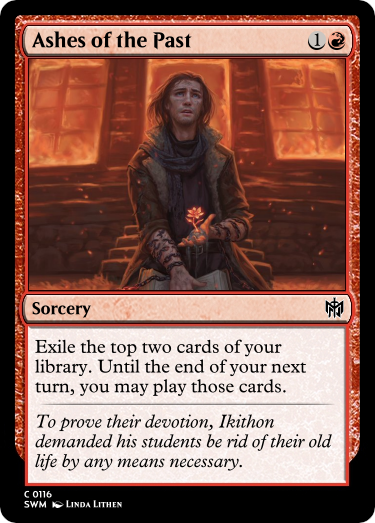 Ashes of the Past 1
Sorcery
Exile the top two cards of your
library. Until the end of your next
turn, you may play those cards.
To prove their devotion, Ikithon
demanded his students be rid of their old
life by any means necessary.
C 0116
SWM Linda Lithen